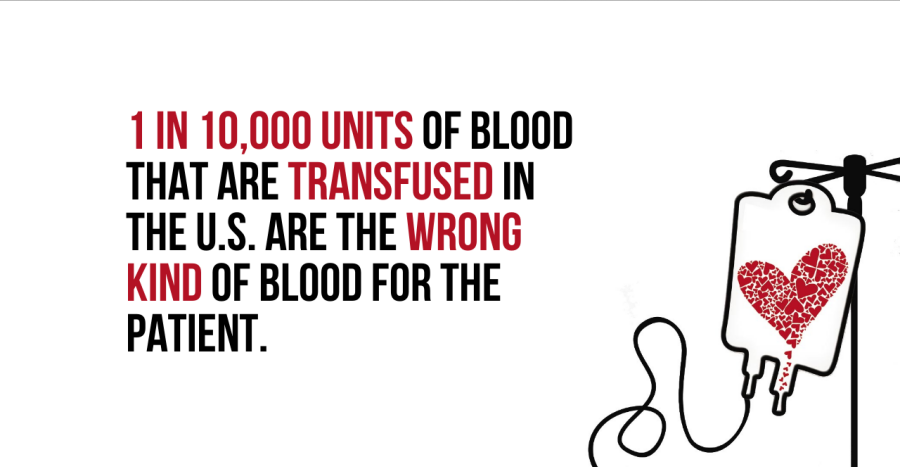 1 IN 10,000 UNITS OF BLOOD
THAT ARE TRANSFUSED IN
THE U.S. ARE THE WRONG
KIND OF BLOOD FOR THE
PATIENT.